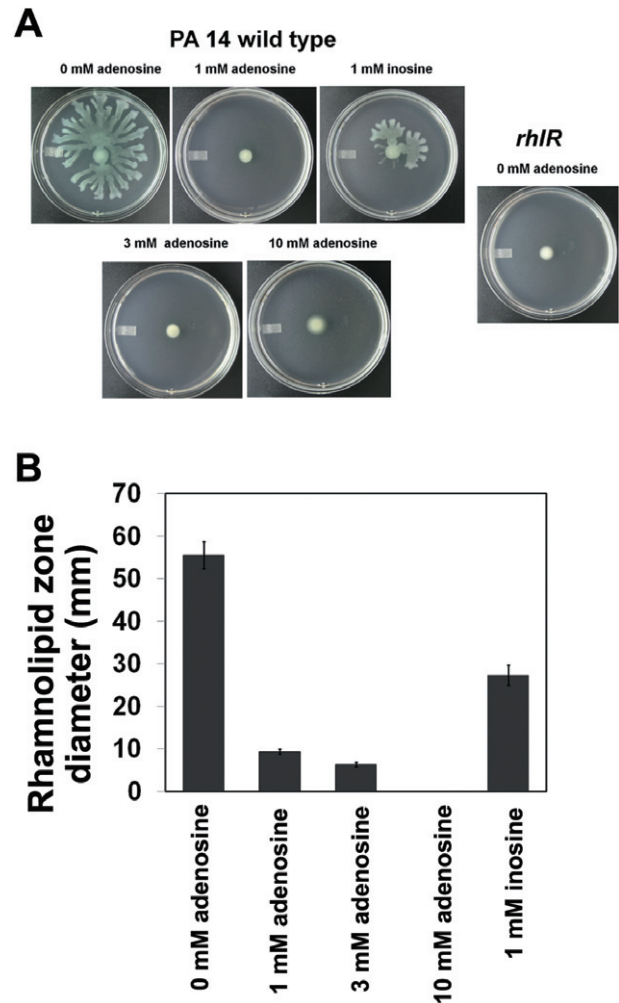 A
PA 14 wild type
0 mM adenosine 1 mM adenosine 1 mM inosine
rhlR
0 mM adenosine
3 mM adenosine 10 mM adenosine
B
Rhamnolipid zone
diameter (mm)
70
60
50
40
30
20
10
0
0 mM adenosine
1 mM adenosine
3 mM adenosine
10 mM adenosine
1 mM inosine